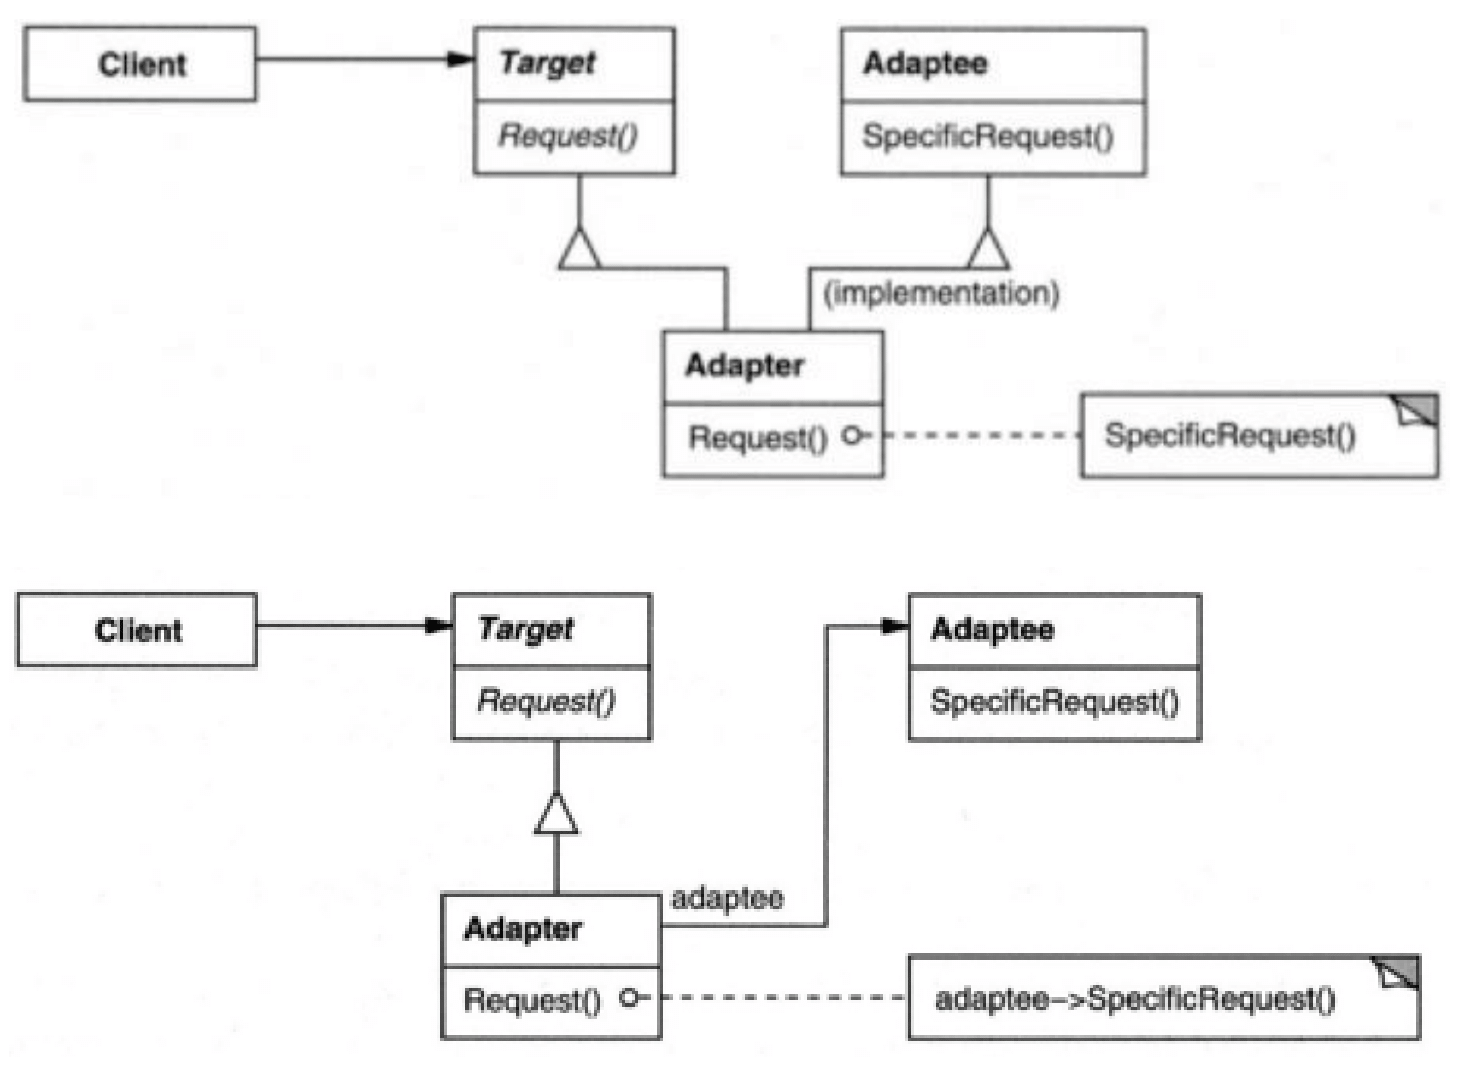 Client
Target
Request()
Adaptee
SpecificRequest()
(implementation)
Adapter
Request()
SpecificRequest()
Client
Target
Request()
Adaptee
SpecificRequest()
adaptee
Adapter
Request()
adaptee–>SpecificRequest()